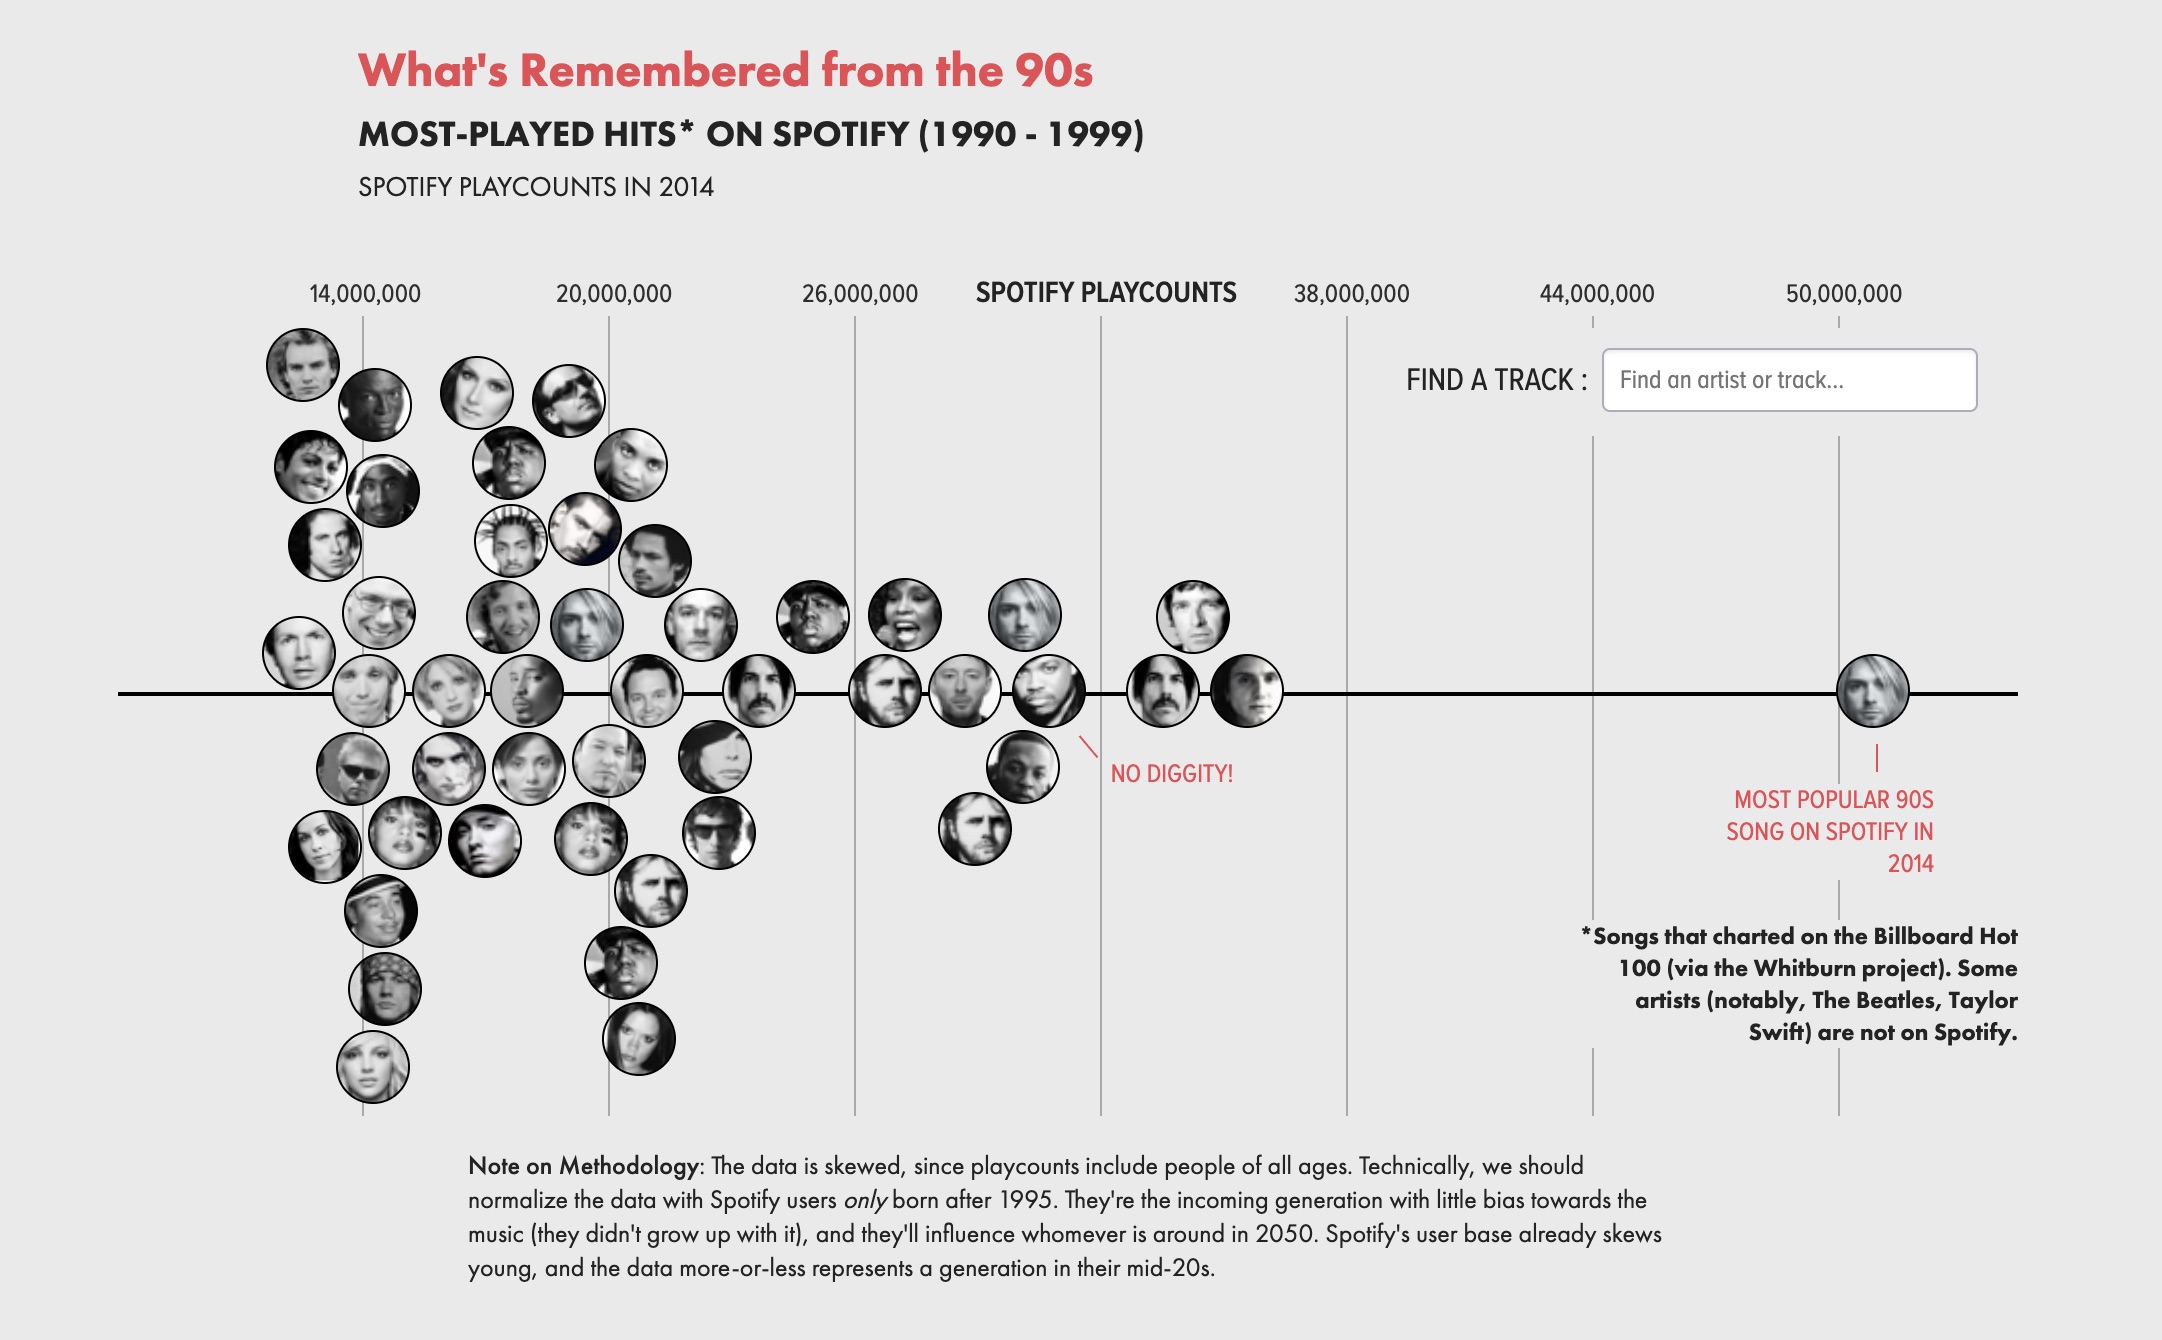 What's Remembered from the 90s
MOST-PLAYED HITS* ON SPOTIFY (1990 - 1999)
SPOTIFY PLAYCOUNTS IN 2014
14,000,000 20,000,000 26,000,000 SPOTIFY PLAYCOUNTS 38,000,000 44,000,000 50,000,000
FIND A TRACK : Find an artist or track...
NO DIGGITY!
MOST POPULAR 90S
SONG ON SPOTIFY IN
2014
*Songs that charted on the Billboard Hot
100 (via the Whitburn project). Some
artists (notably, The Beatles, Taylor
Swift) are not on Spotify.
Note on Methodology: The data is skewed, since playcounts include people of all ages. Technically, we should
normalize the data with Spotify users only born after 1995. They're the incoming generation with little bias towards the
music (they didn't grow up with it), and they'll influence whomever is around in 2050. Spotify's user base already skews
young, and the data more-or-less represents a generation in their mid-20s.